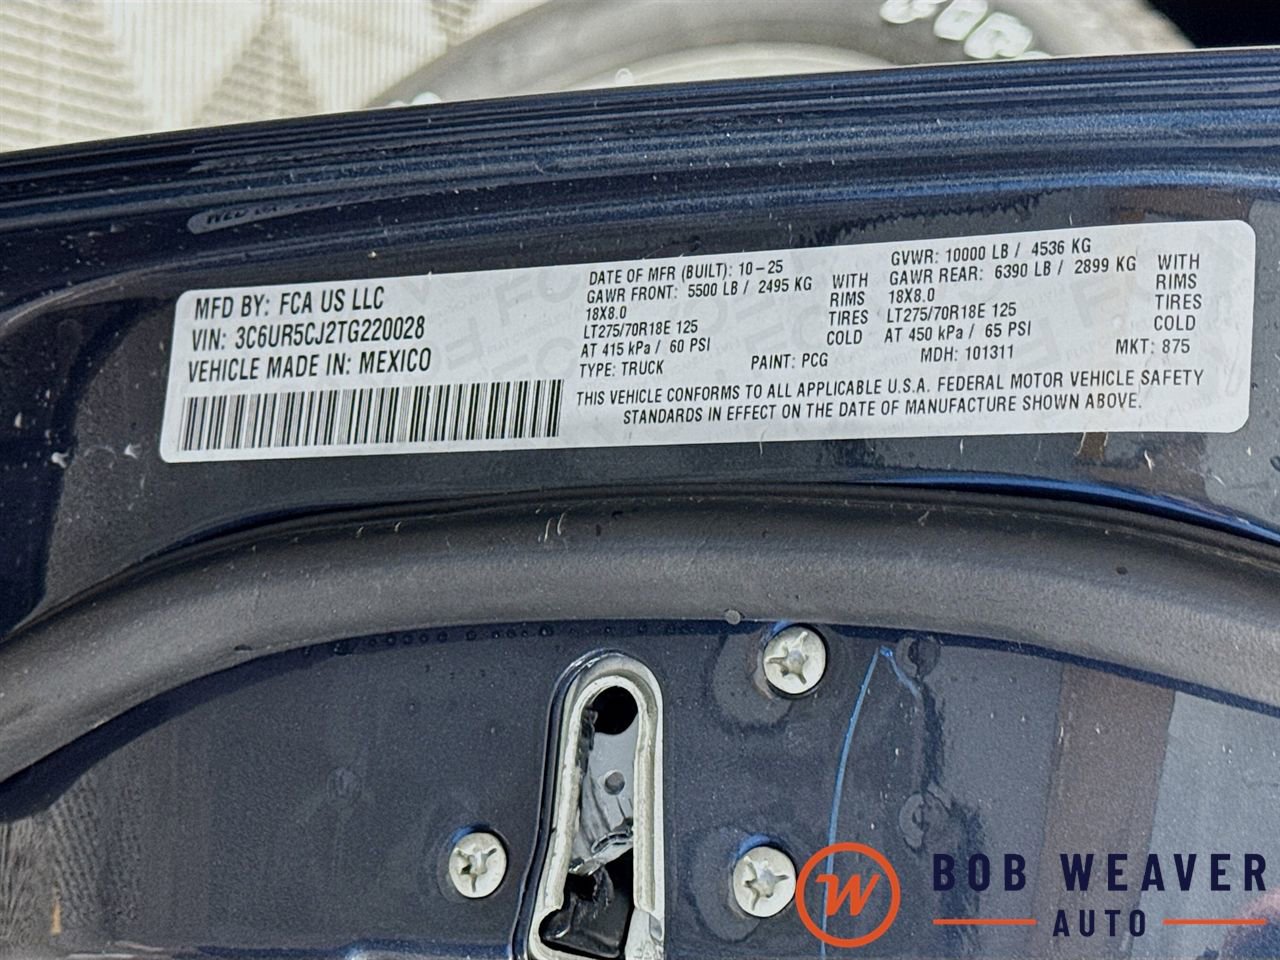 MFD BY: FCA US LLC
VIN: 3C6UR5CJ2TG220028
VEHICLE MADE IN: MEXICO
DATE OF MFR (BUILT): 10-25
GAWR FRONT: 5500 LB / 2495 KG WITH
18X8.0 RIMS
LT275/70R18E 125 TIRES
AT 415 kPa / 60 PSI COLD
TYPE: TRUCK PAINT: PCG
GVWR: 10000 LB / 4536 KG
GAWR REAR: 6390 LB / 2899 KG WITH
18X8.0 RIMS
LT275/70R18E 125 TIRES
AT 450 kPa / 65 PSI COLD
MDH: 101311 MKT: 875
THIS VEHICLE CONFORMS TO ALL APPLICABLE U.S.A. FEDERAL MOTOR VEHICLE SAFETY
STANDARDS IN EFFECT ON THE DATE OF MANUFACTURE SHOWN ABOVE.
W BOB WEAVER
AUTO